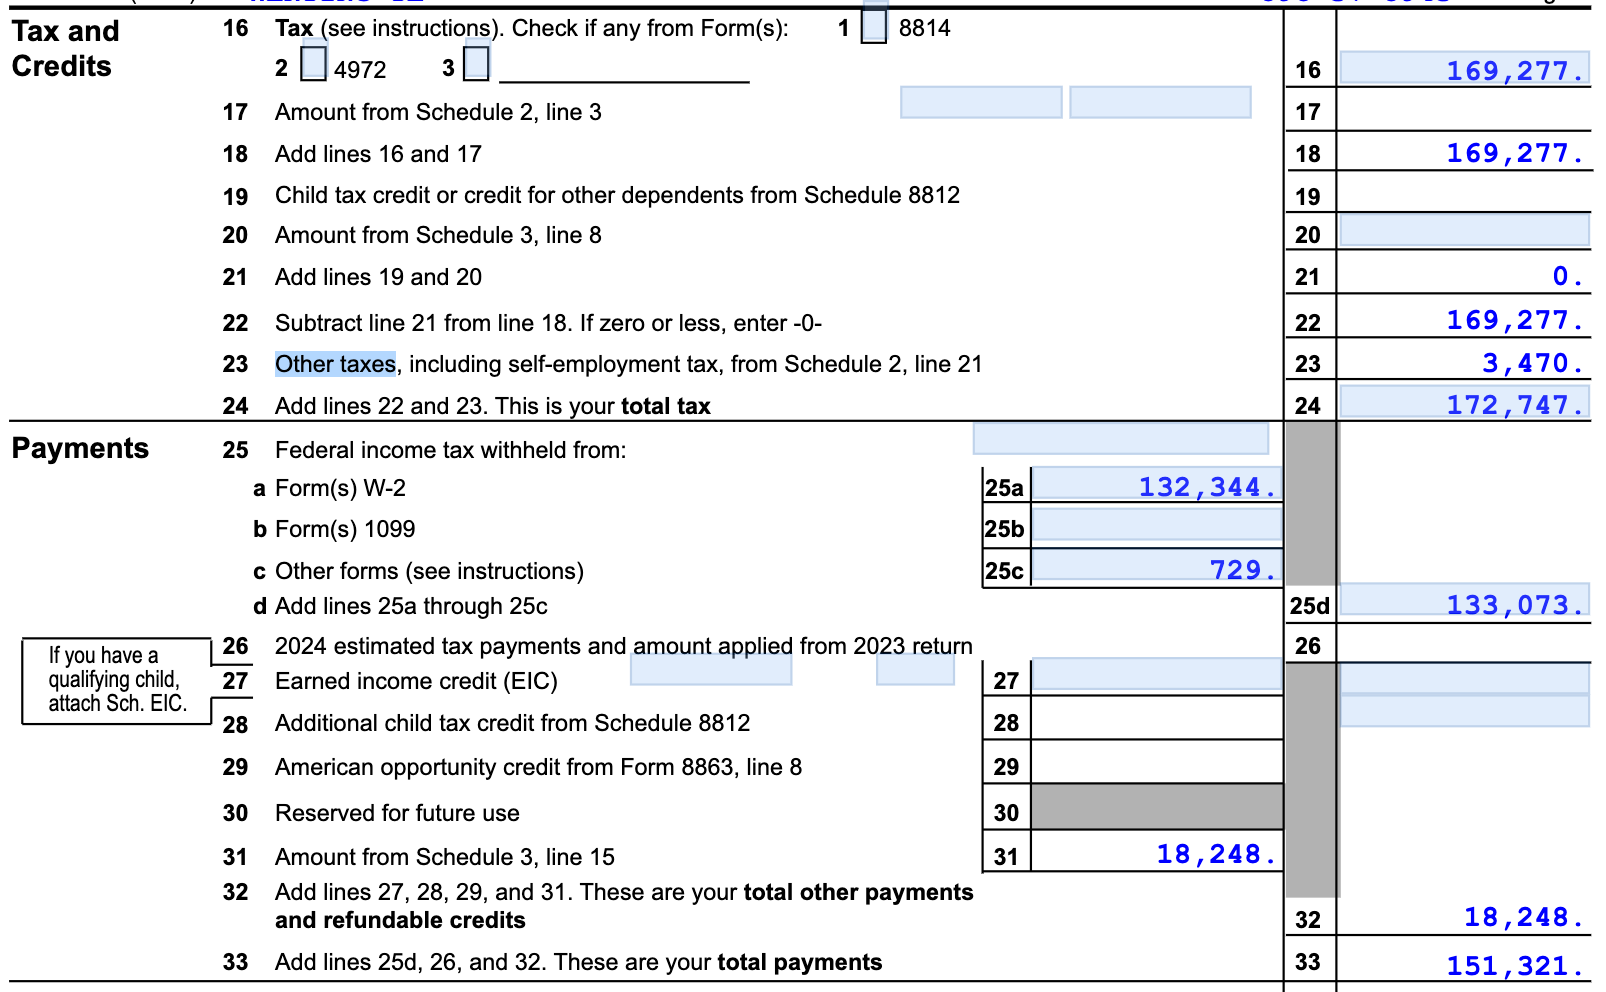 Tax and Credits
16 Tax (see instructions). Check if any from Form(s): 1 8814
2 4972 3 16 169,277.
17 Amount from Schedule 2, line 3 17
18 Add lines 16 and 17 18 169,277.
19 Child tax credit or credit for other dependents from Schedule 8812 19
20 Amount from Schedule 3, line 8 20
21 Add lines 19 and 20 21 0.
22 Subtract line 21 from line 18. If zero or less, enter -0- 22 169,277.
23 Other taxes, including self-employment tax, from Schedule 2, line 21 23 3,470.
24 Add lines 22 and 23. This is your total tax 24 172,747.
Payments
25 Federal income tax withheld from:
a Form(s) W-2 25a 132,344.
b Form(s) 1099 25b
c Other forms (see instructions) 25c 729.
d Add lines 25a through 25c 25d 133,073.
If you have a
qualifying child,
attach Sch. EIC.
26 2024 estimated tax payments and amount applied from 2023 return 26
27 Earned income credit (EIC) 27
28 Additional child tax credit from Schedule 8812 28
29 American opportunity credit from Form 8863, line 8 29
30 Reserved for future use 30
31 Amount from Schedule 3, line 15 31 18,248.
32 Add lines 27, 28, 29, and 31. These are your total other payments
and refundable credits 32 18,248.
33 Add lines 25d, 26, and 32. These are your total payments 33 151,321.